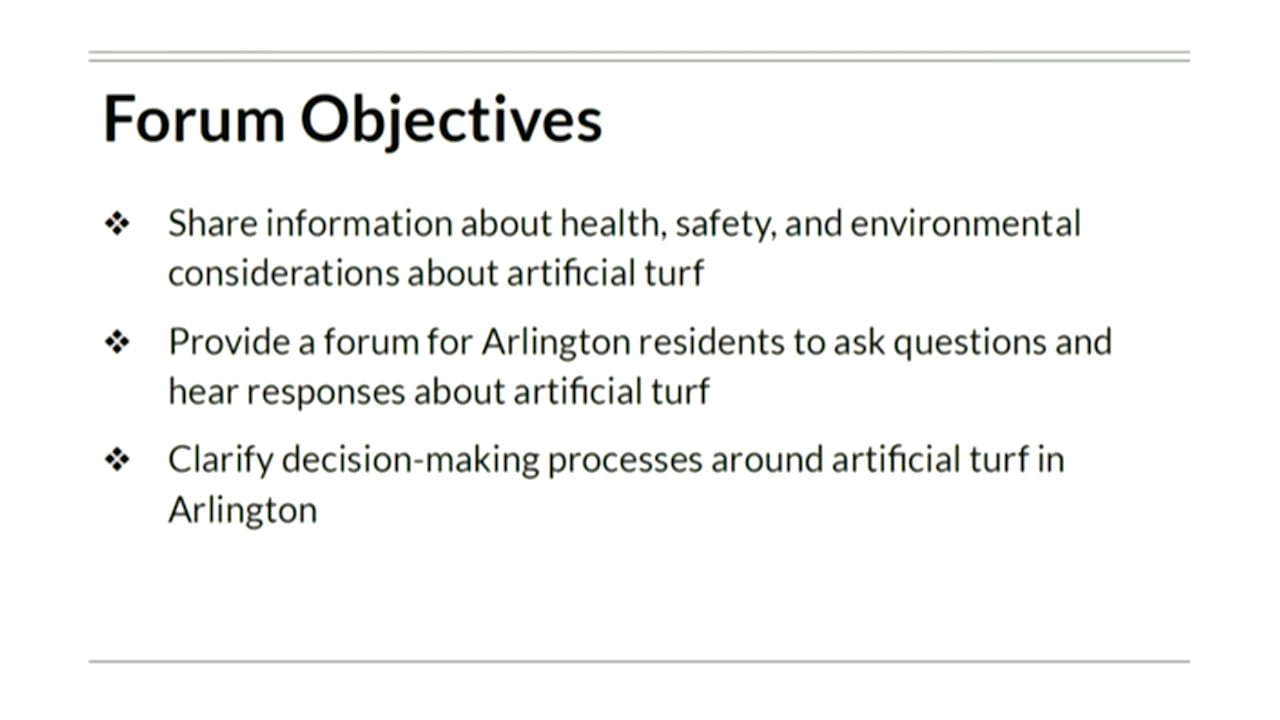 Forum Objectives
❖ Share information about health, safety, and environmental
considerations about artificial turf
❖ Provide a forum for Arlington residents to ask questions and
hear responses about artificial turf
❖ Clarify decision-making processes around artificial turf in
Arlington